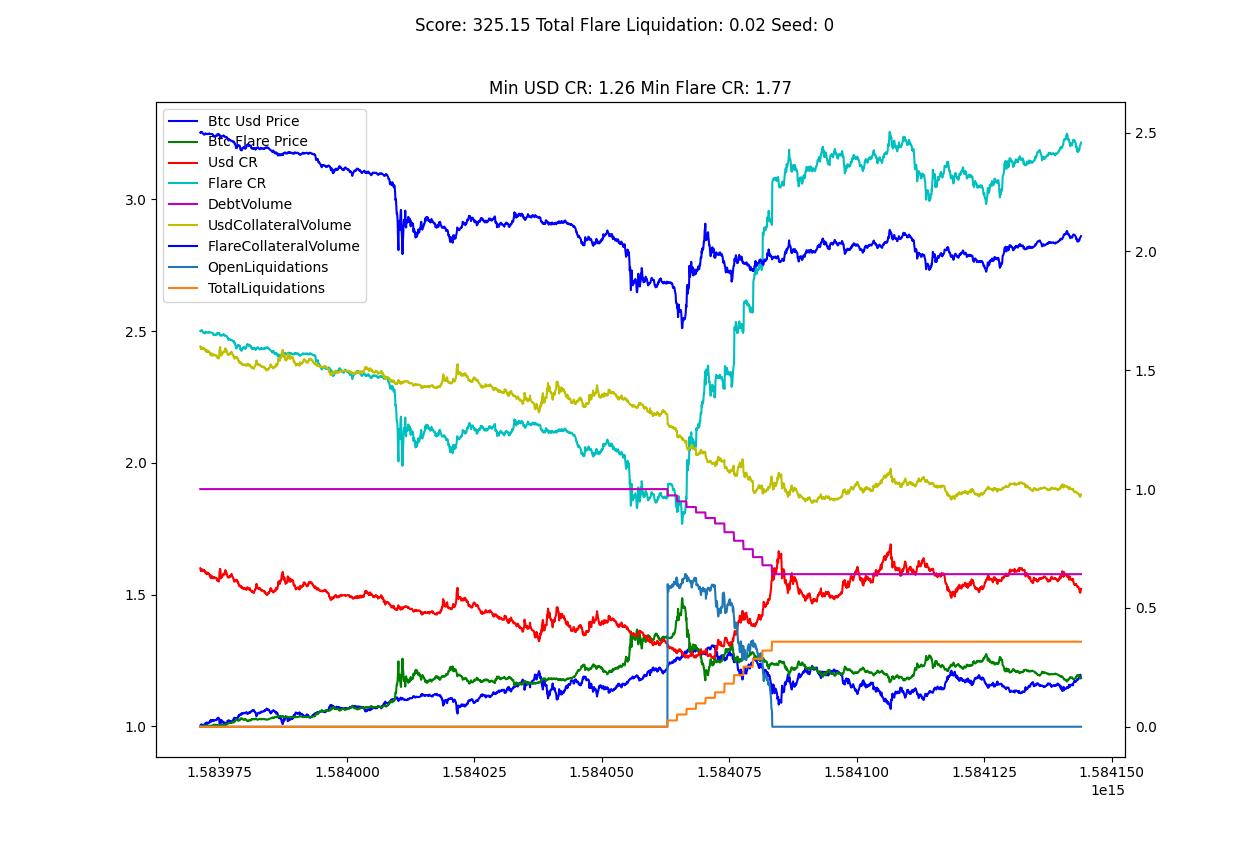 Score: 325.15 Total Flare Liquidation: 0.02 Seed: 0
Min USD CR: 1.26 Min Flare CR: 1.77
Btc Usd Price
Btc Flare Price
Usd CR
Flare CR
DebtVolume
UsdCollateralVolume
FlareCollateralVolume
OpenLiquidations
TotalLiquidations
3.0
2.5
2.0
1.5
1.0
2.5
2.0
1.5
1.0
0.5
0.0
1.583975
1.584000
1.584025
1.584050
1.584075
1.584100
1.584125
1.584150
1e15